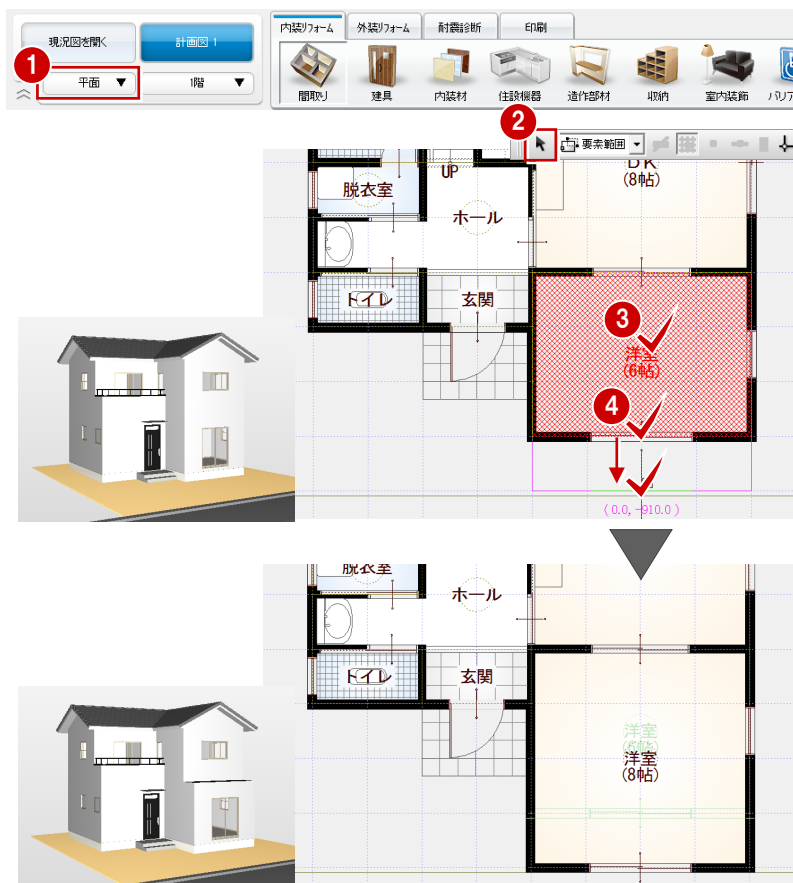 現況図を開く
計画図 1
1
平面 ▼
1階 ▼
内装リフォーム
外装リフォーム
耐震診断
印刷
間取り
建具
内装材
住設機器
造作部材
収納
室内装飾
バリア
2
要素範囲
UP
DK
(8帖)
脱衣室
ホール
トイレ
玄関
3
洋室
(6帖)
4
(0.0, -910.0)
脱衣室
ホール
トイレ
玄関
洋室
(6帖)
洋室
(8帖)